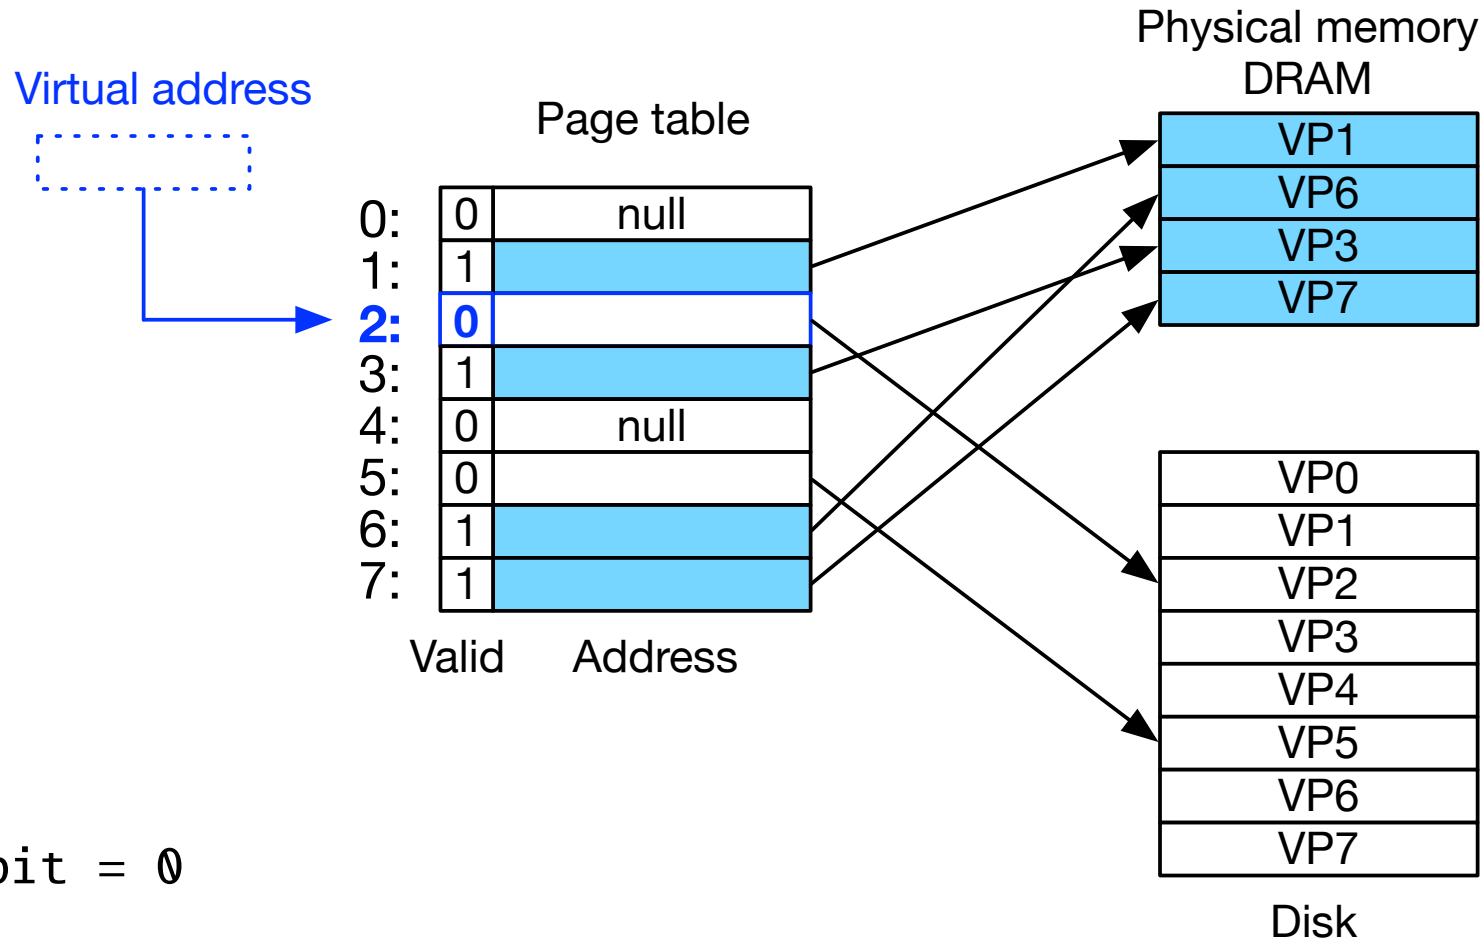 Physical memory
DRAM
Virtual address
Page table
VP1
VP6
VP3
VP7
0: 0 null
1: 1
2: 0
3: 1
4: 0 null
5: 0
6: 1
7: 1
Valid Address
VP0
VP1
VP2
VP3
VP4
VP5
VP6
VP7
Disk
bit = 0